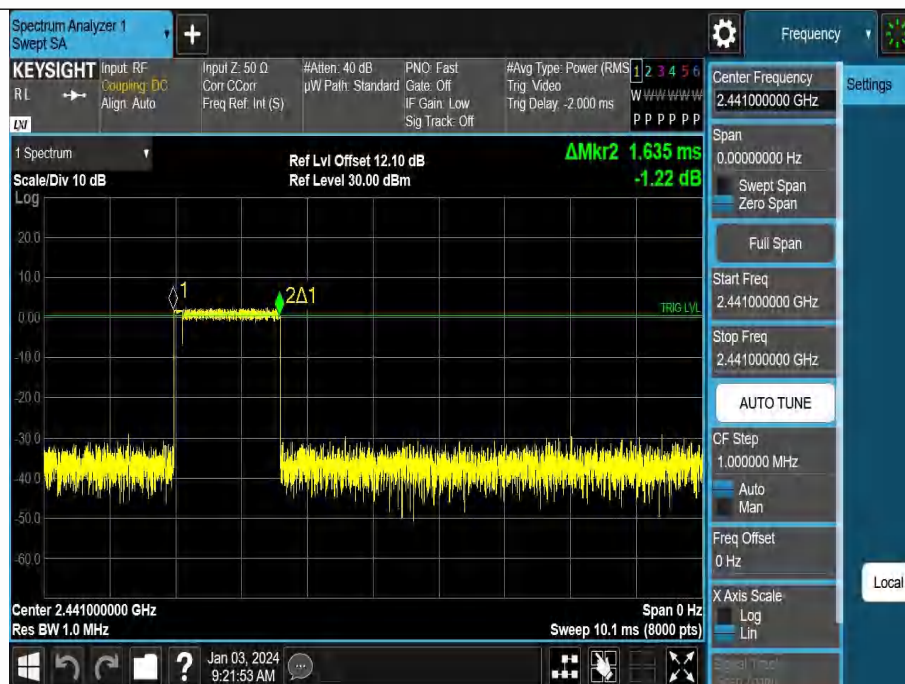 Spectrum Analyzer 1
Swept SA
+
Frequency
KEYSIGHT
RL
LXI
Input: RF
Coupling: DC
Align: Auto
Input Z: 50 Ω
Corr CCorr
Freq Ref: Int (S)
#Atten: 40 dB
µW Path: Standard
PNO: Fast
Gate: Off
IF Gain: Low
Sig Track: Off
#Avg Type: Power (RMS
Trig: Video
Trig Delay: -2.000 ms
1 2 3 4 5 6
W W W W W W
P P P P P P
Center Frequency
2.441000000 GHz
Settings
1 Spectrum
Scale/Div 10 dB
Ref Lvl Offset 12.10 dB
Ref Level 30.00 dBm
ΔMkr2 1.635 ms
-1.22 dB
Log
20.0
10.0
0.00
-10.0
-20.0
-30.0
-40.0
-50.0
-60.0
1
2Δ1
TRIG LVL
Center 2.441000000 GHz
Res BW 1.0 MHz
Span 0 Hz
Sweep 10.1 ms (8000 pts)
Span
0.00000000 Hz
Swept Span
Zero Span
Full Span
Start Freq
2.441000000 GHz
Stop Freq
2.441000000 GHz
AUTO TUNE
CF Step
1.000000 MHz
Auto
Man
Freq Offset
0 Hz
X Axis Scale
Log
Lin
Local
?
Jan 03, 2024
9:21:53 AM